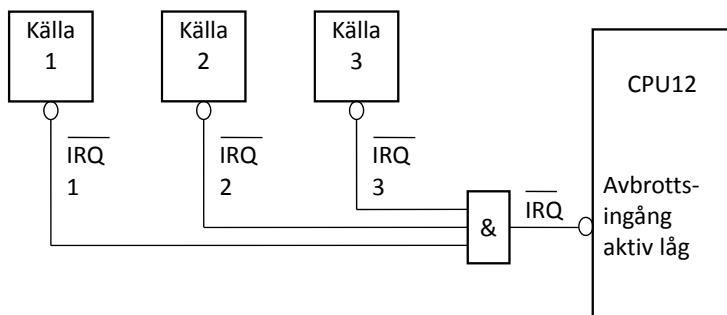 Källa
1
Källa
2
Källa
3
CPU12
IRQ
1
IRQ
2
IRQ
3
&
IRQ
Avbrotts-
ingång
aktiv låg